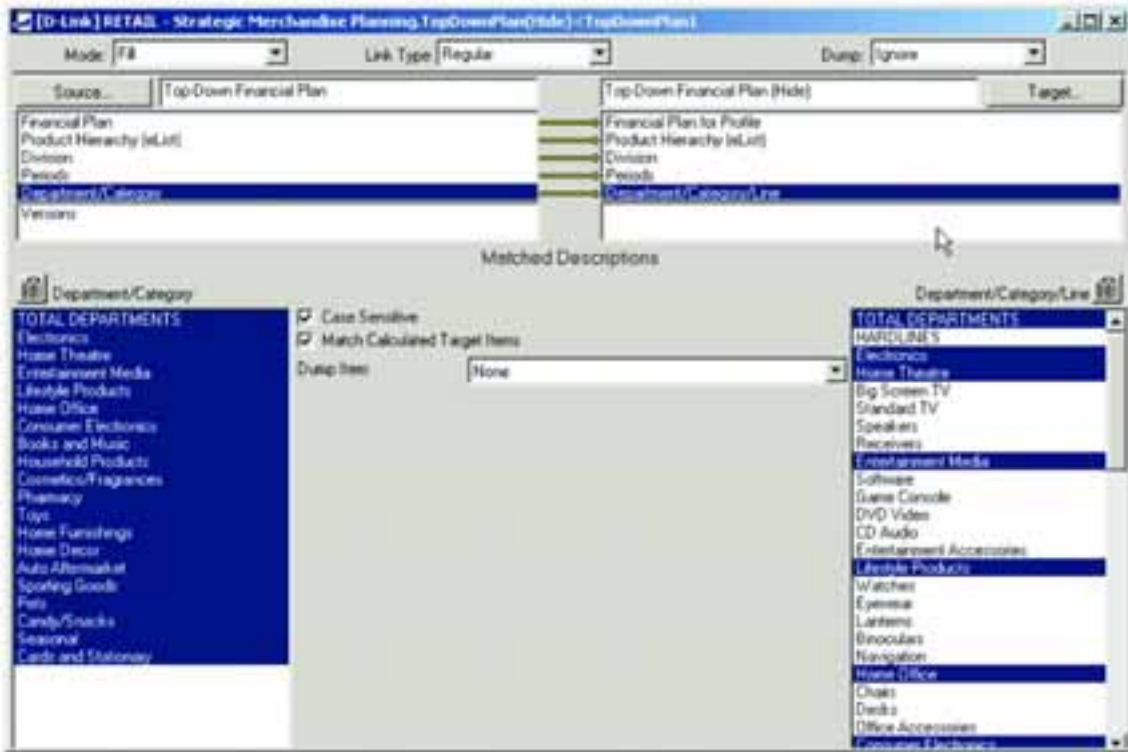 [D-Link] RETAIL - Strategic Merchandise Planning.TopDownPlan(Hide)-<TopDownPlan1
Mode: Fill Link Type: Regular Dump: Ignore
Source... Top-Down Financial Plan Top-Down Financial Plan (Hide) Target...
Financial Plan Financial Plan for Profile
Product Hierarchy (eList) Product Hierarchy (eList)
Division Division
Periods Periods
Department/Category Department/Category/Line
Versions
Matched Descriptions
Department/Category Department/Category/Line
TOTAL DEPARTMENTS
Electronics
Home Theatre
Entertainment Media
Lifestyle Products
Home Office
Consumer Electronics
Books and Music
Household Products
Cosmetics/Fragrances
Pharmacy
Toys
Home Furnishings
Home Decor
Auto Aftermarket
Sporting Goods
Pets
Candy/Snacks
Seasonal
Cards and Stationary
Case Sensitive
Match Calculated Target Items
Dump Item: None
TOTAL DEPARTMENTS
HARDLINES
Electronics
Home Theatre
Big Screen TV
Standard TV
Speakers
Receivers
Entertainment Media
Software
Game Console
DVD Video
CD Audio
Entertainment Accessories
Lifestyle Products
Watches
Eyewear
Lanterns
Binoculars
Navigation
Home Office
Chairs
Desks
Office Accessories
Consumer Electronics